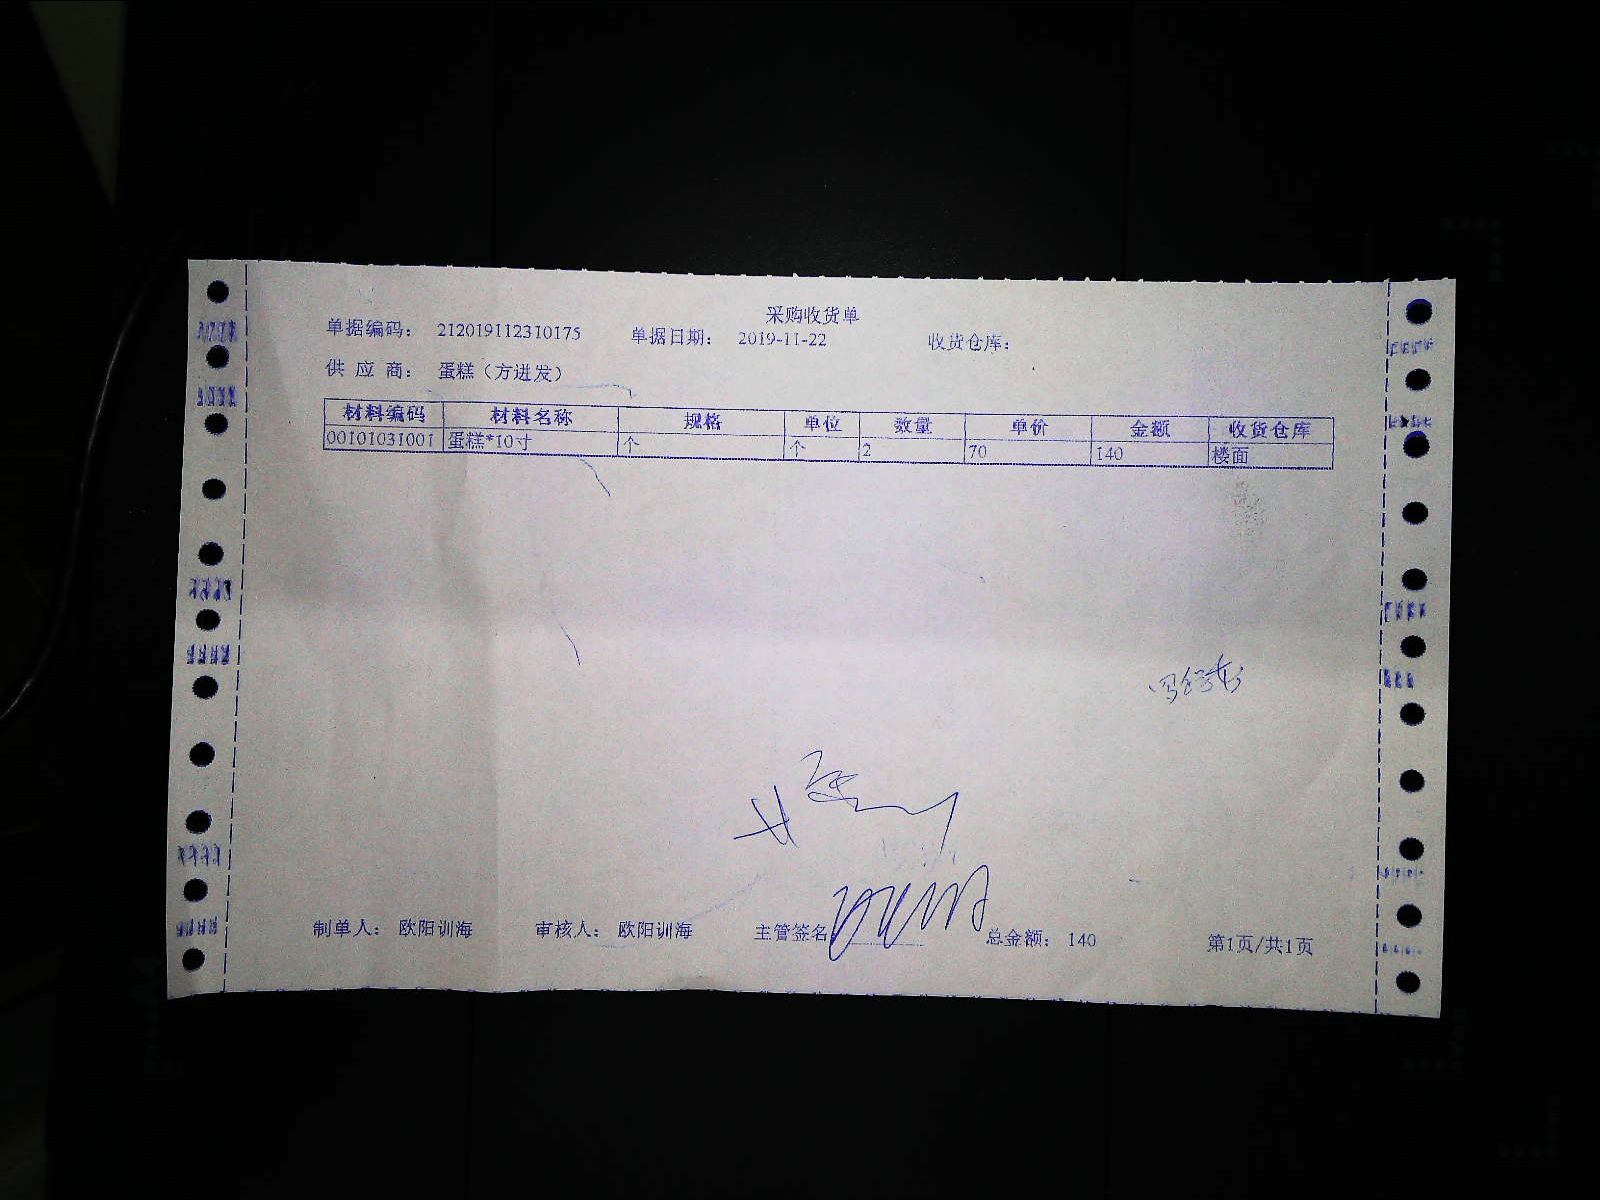 采购收货单
单据编码： 212019112310175 单据日期： 2019-11-22 收货仓库：
供 应 商： 蛋糕（方进发）
材料编码 材料名称 规格 单位 数量 单价 金额 收货仓库
00101031001 蛋糕*10寸 个 个 2 70 140 楼面
制单人： 欧阳训海 审核人： 欧阳训海 主管签名 总金额： 140 第1页/共1页